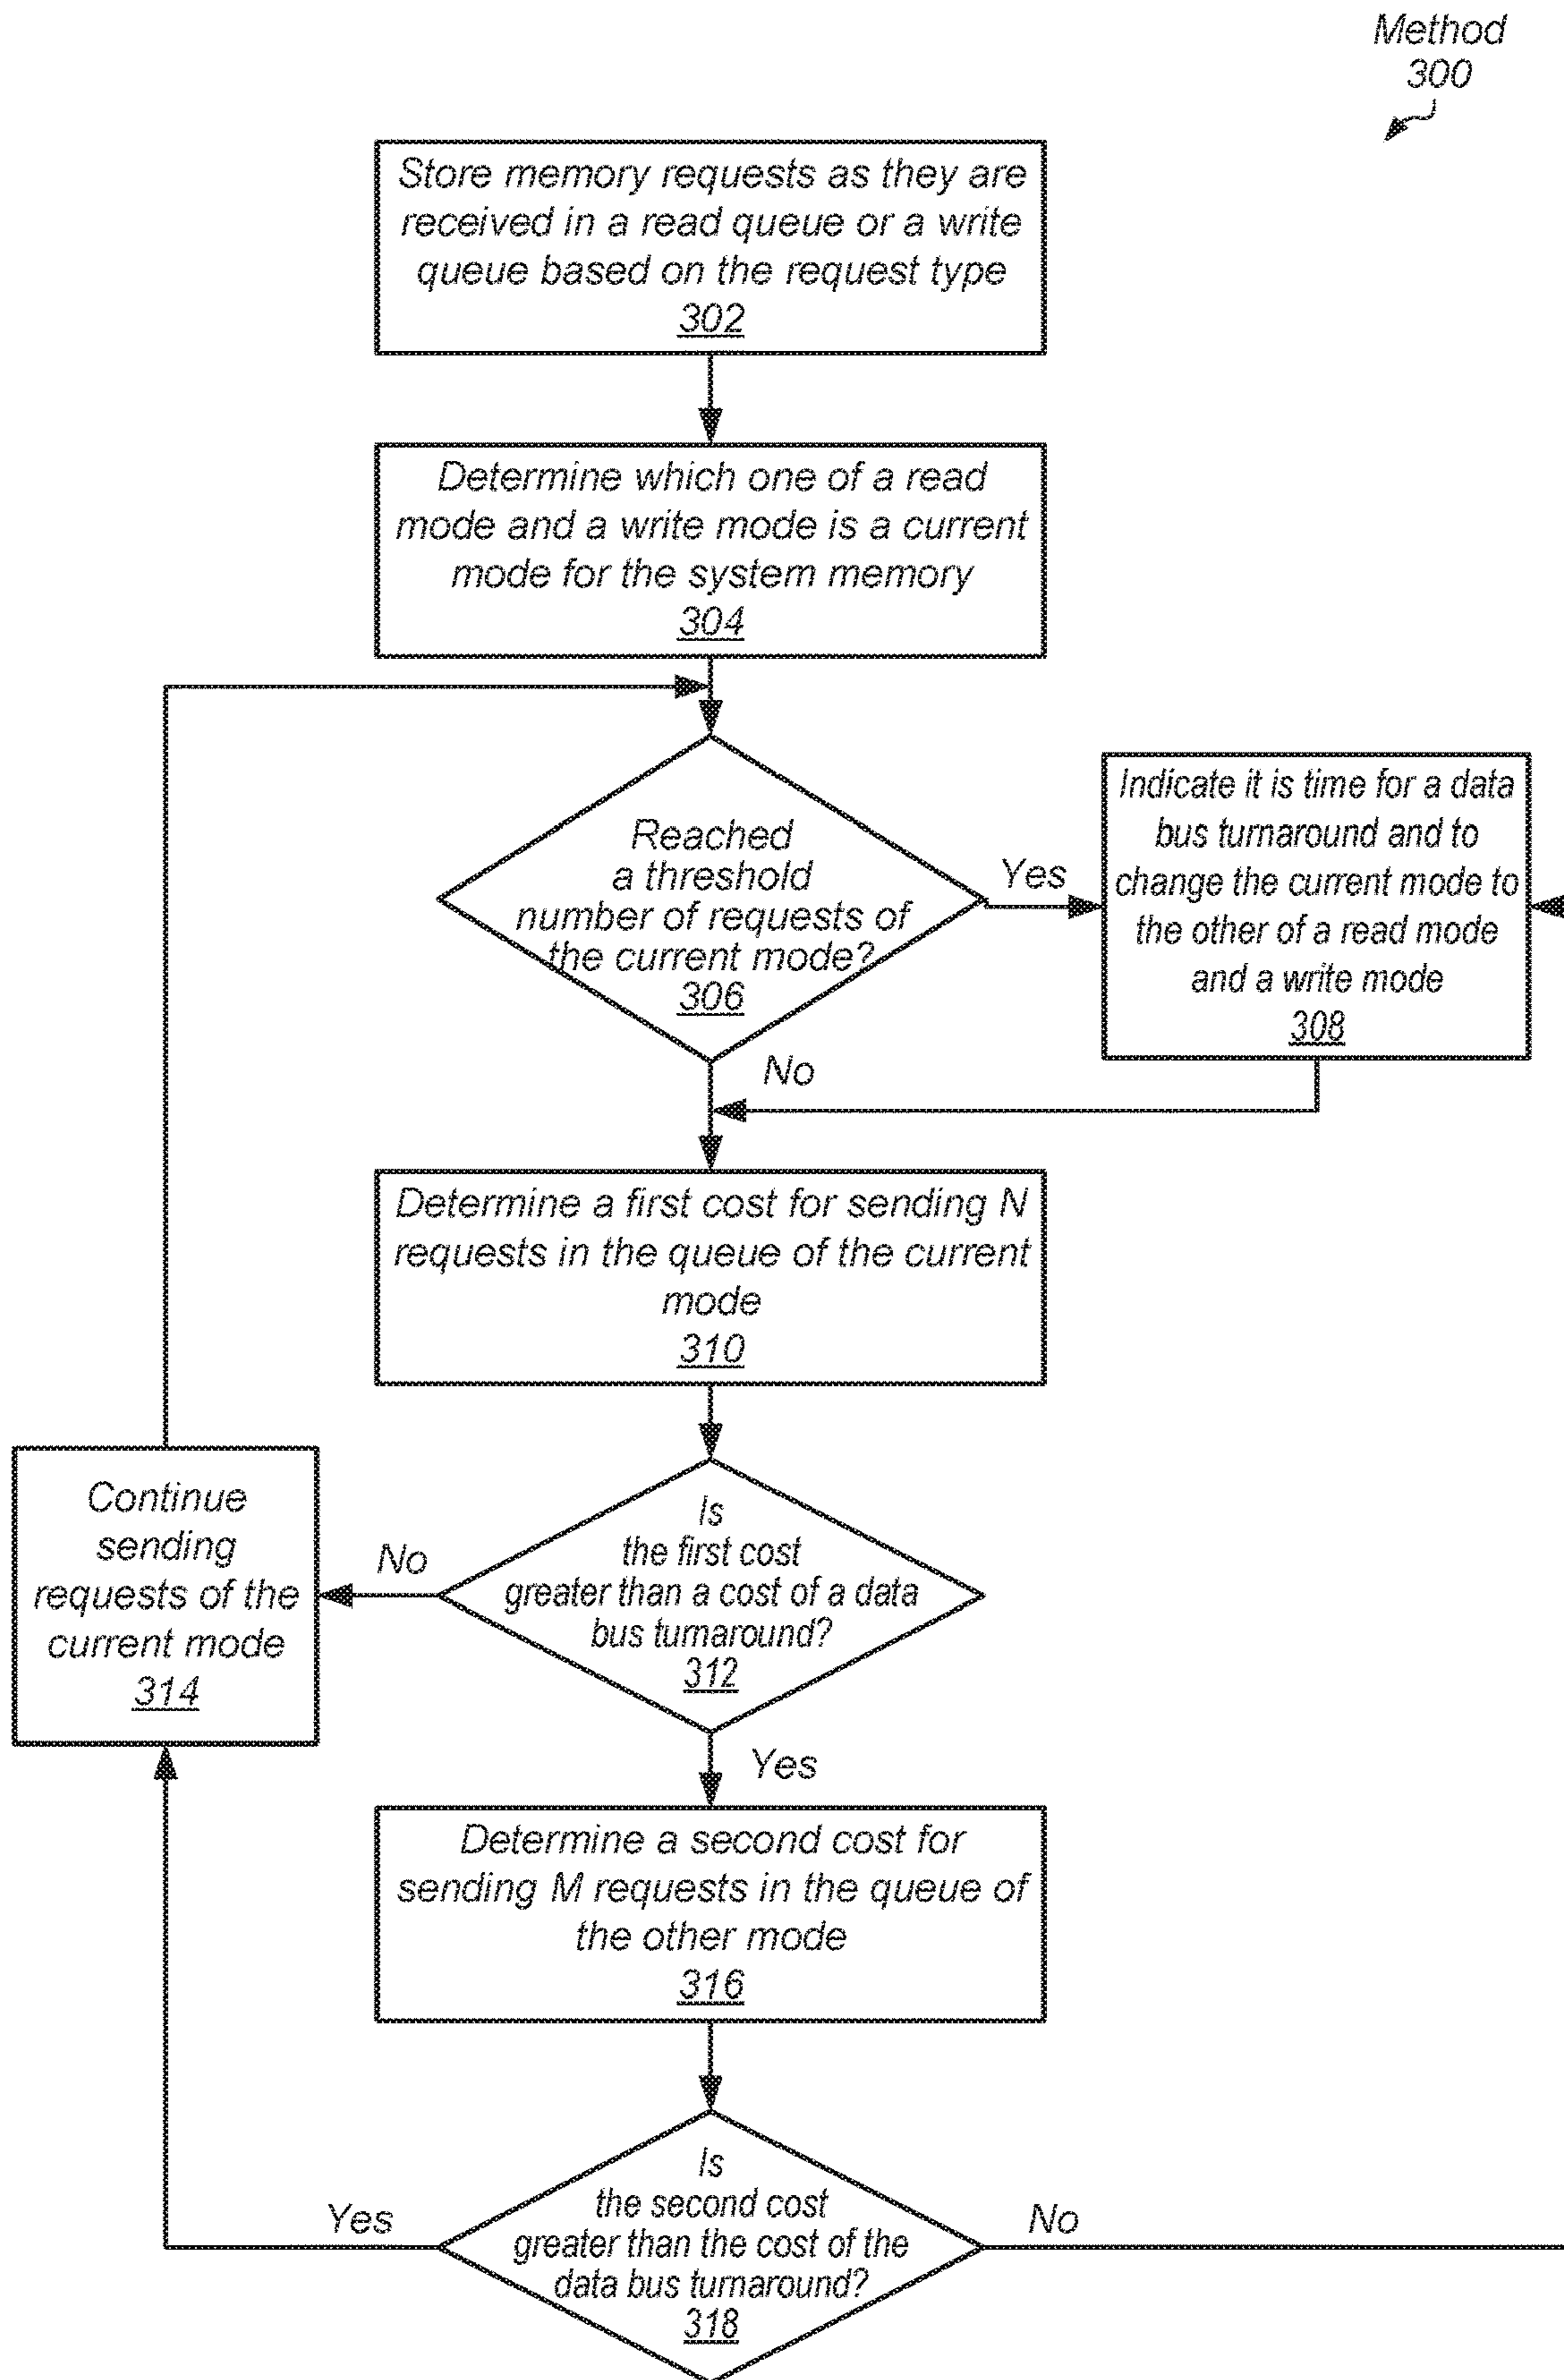 Method
300
Store memory requests as they are
received in a read queue or a write
queue based on the request type
302
Determine which one of a read
mode and a write mode is a current
mode for the system memory
304
Reached
a threshold
number of requests of
the current mode?
306
Yes
Indicate it is time for a data
bus turnaround and to
change the current mode to
the other of a read mode
and a write mode
308
No
Determine a first cost for sending N
requests in the queue of the current
mode
310
Is
the first cost
greater than a cost of a data
bus turnaround?
312
No
Continue
sending
requests of the
current mode
314
Yes
Determine a second cost for
sending M requests in the queue of
the other mode
316
Is
the second cost
greater than the cost of the
data bus turnaround?
318
Yes
No